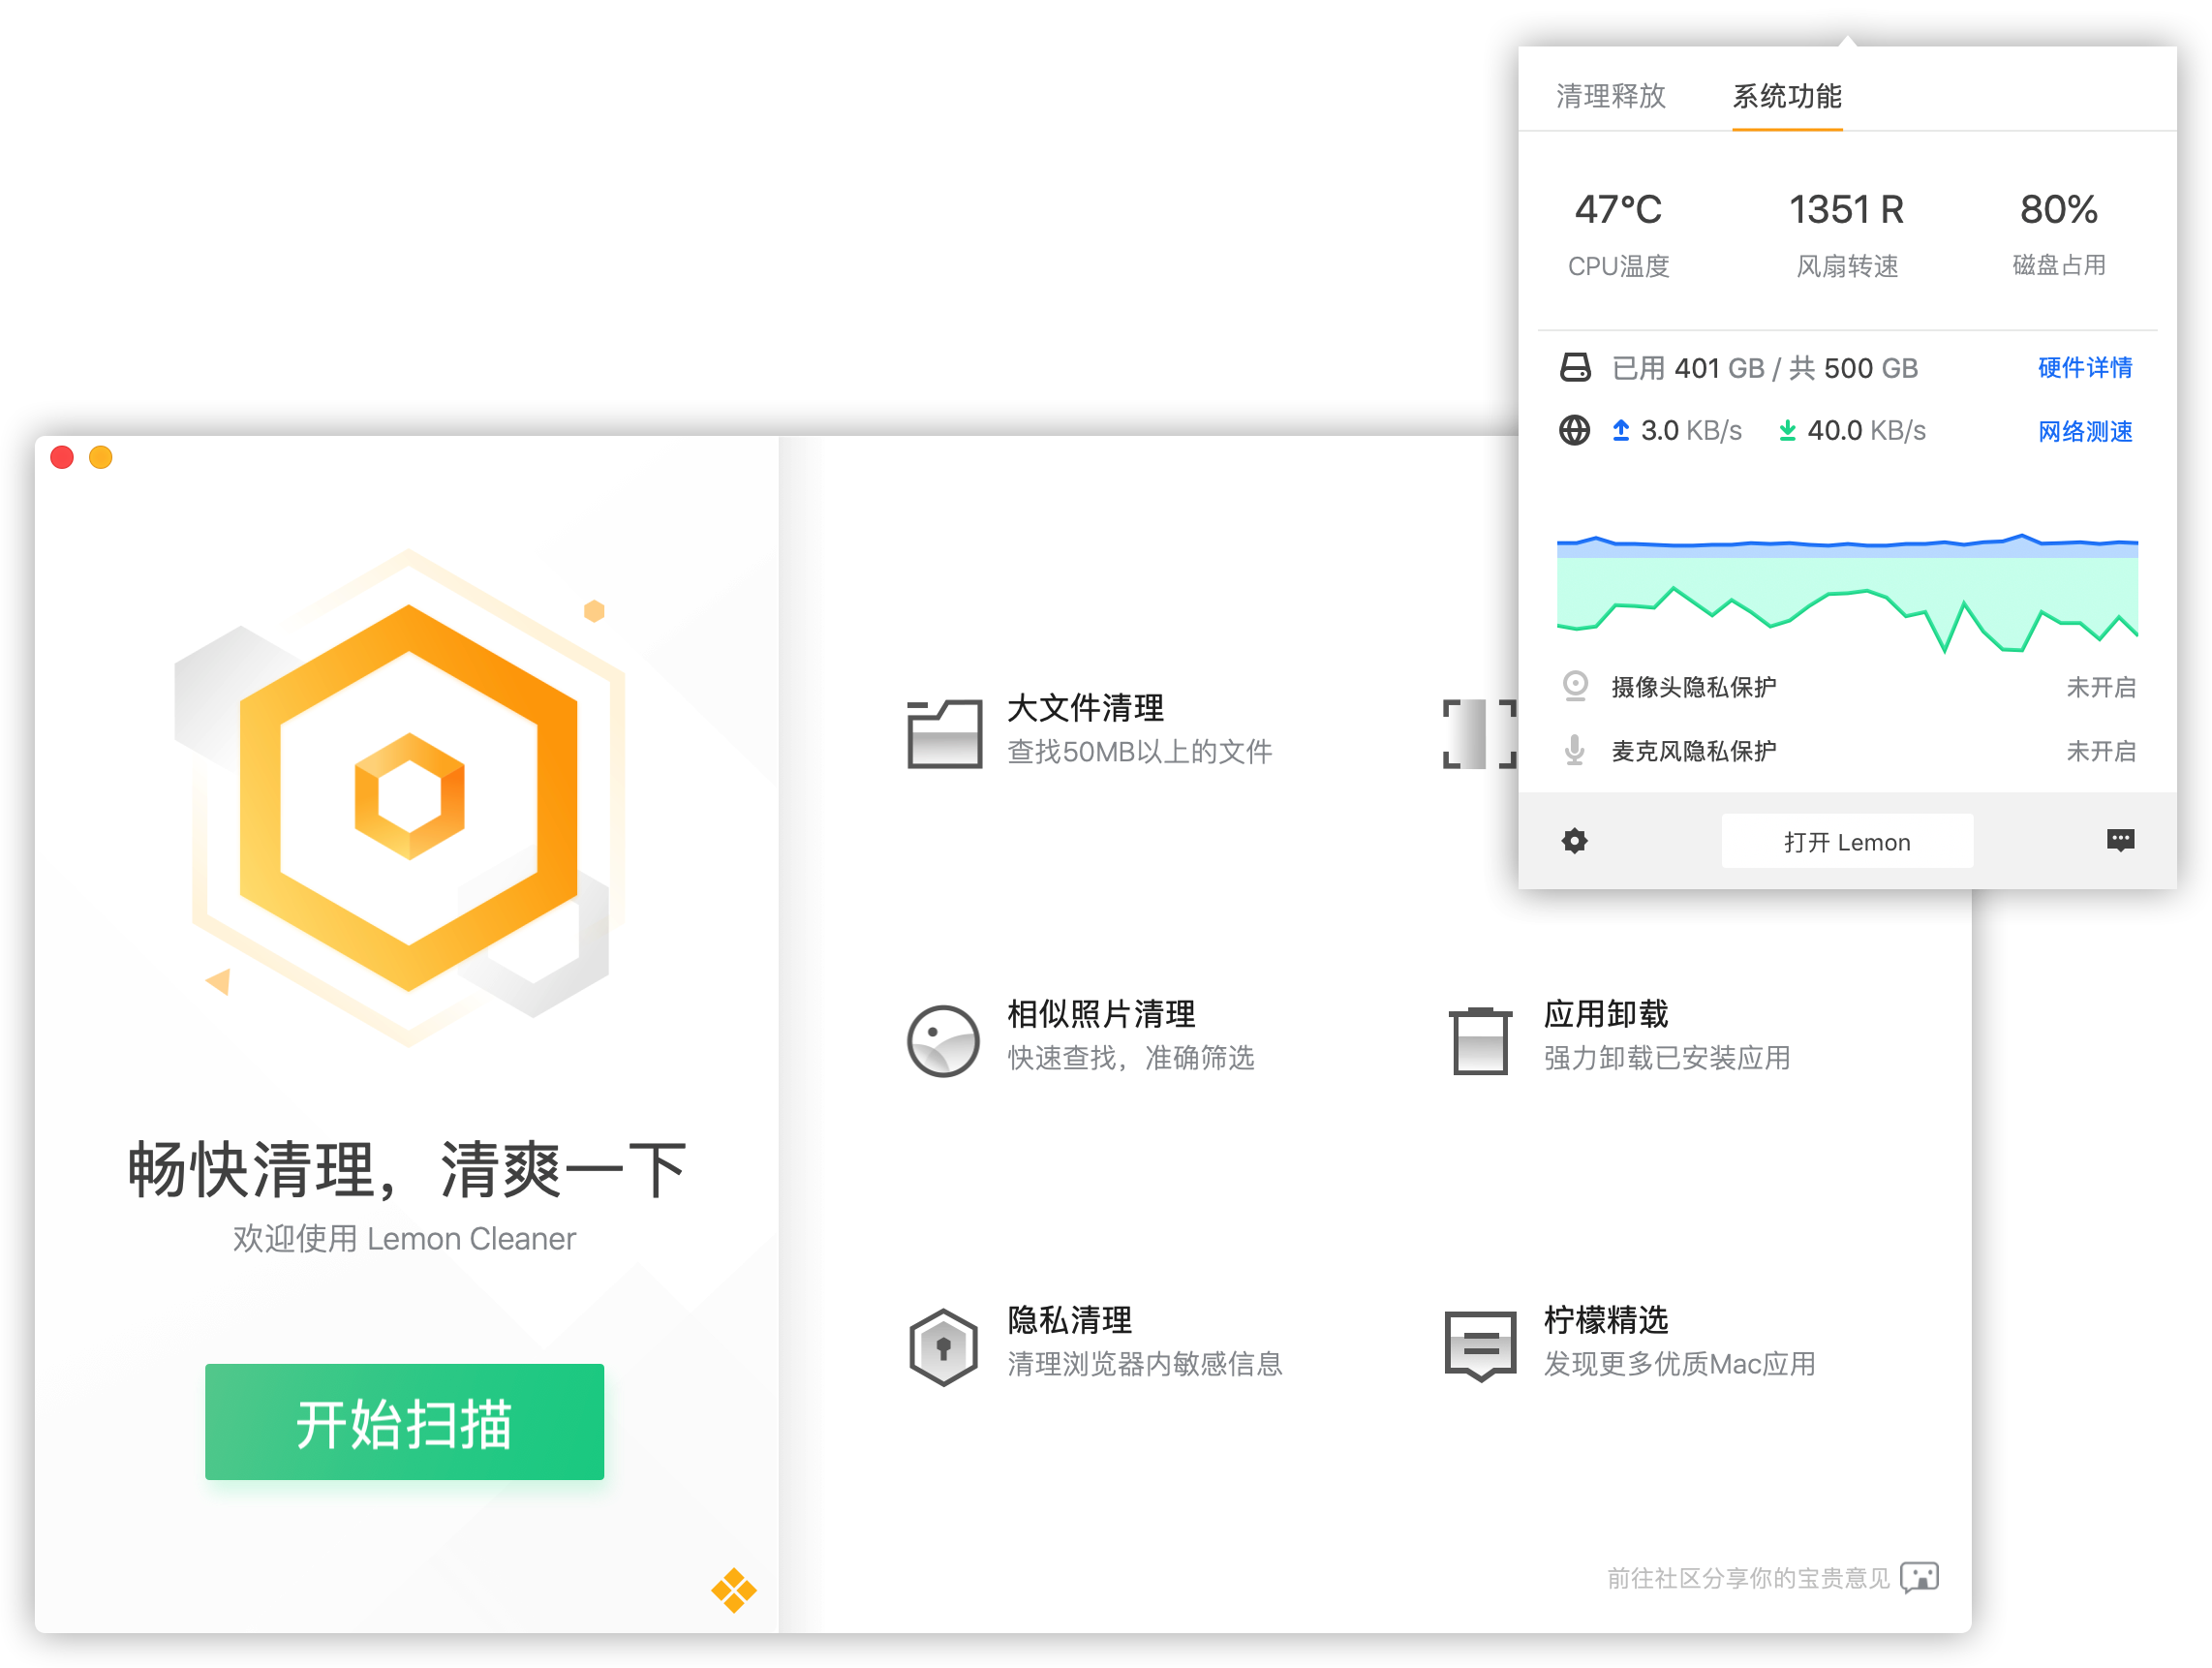 清理释放 系统功能
47°C 1351 R 80%
CPU温度 风扇转速 磁盘占用
已用 401 GB / 共 500 GB 硬件详情
3.0 KB/s 40.0 KB/s 网络测速
摄像头隐私保护 未开启
麦克风隐私保护 未开启
打开 Lemon
畅快清理，清爽一下
欢迎使用 Lemon Cleaner
开始扫描
大文件清理
查找50MB以上的文件
相似照片清理
快速查找，准确筛选
应用卸载
强力卸载已安装应用
隐私清理
清理浏览器内敏感信息
柠檬精选
发现更多优质Mac应用
前往社区分享你的宝贵意见